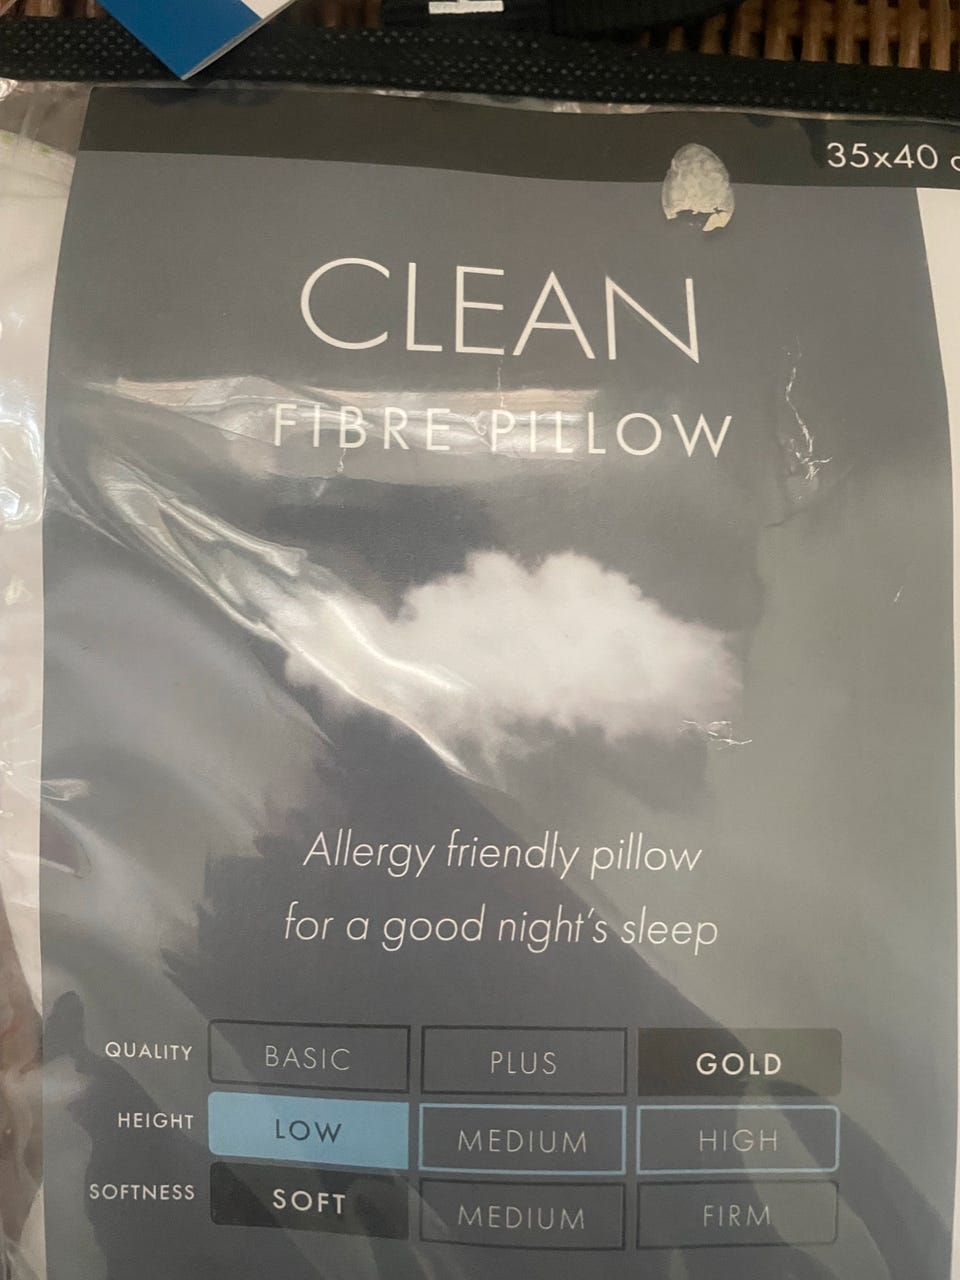 35x40
CLEAN
FIBRE PILLOW
Allergy friendly pillow
for a good night's sleep
QUALITY BASIC PLUS GOLD
HEIGHT LOW MEDIUM HIGH
SOFTNESS SOFT MEDIUM FIRM